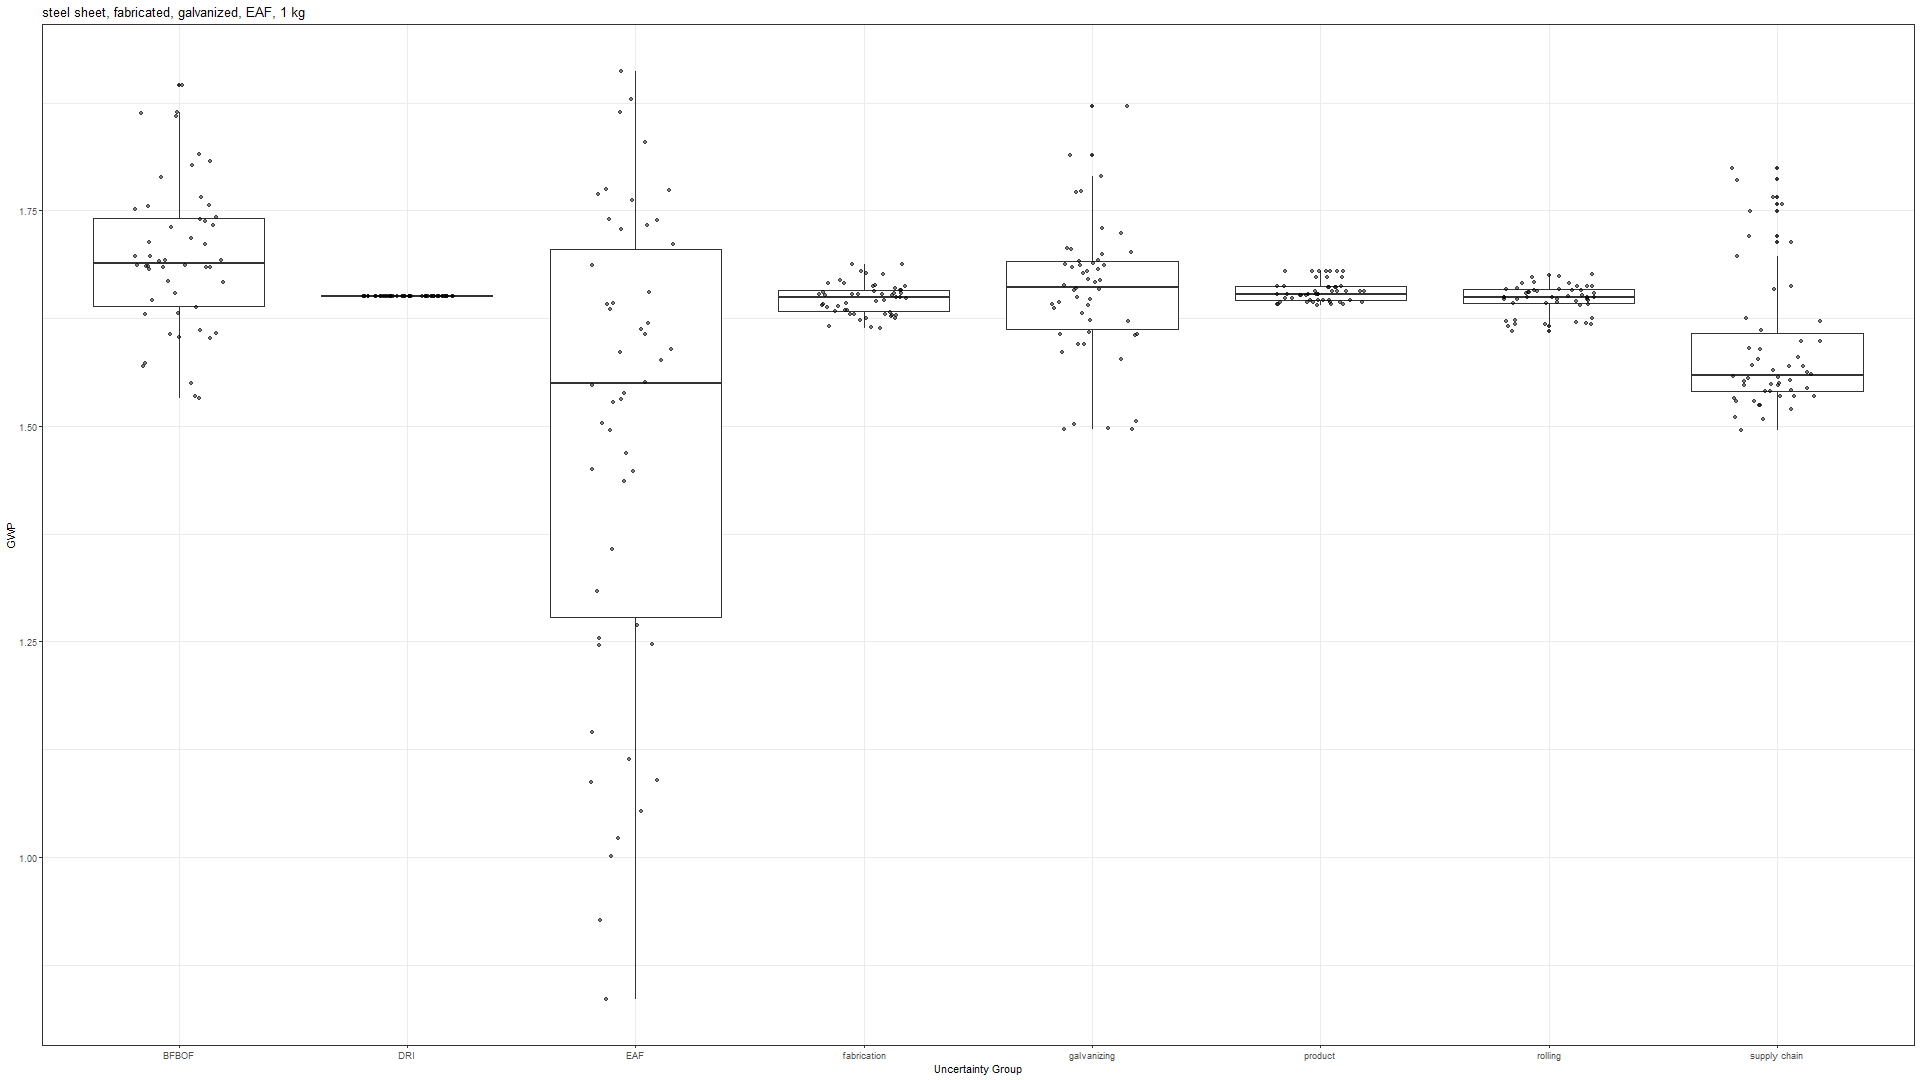 steel sheet, fabricated, galvanized, EAF, 1 kg
1.75
1.50
1.25
1.00
GWP
BFBOF DRI EAF fabrication galvanizing product rolling supply chain
Uncertainty Group